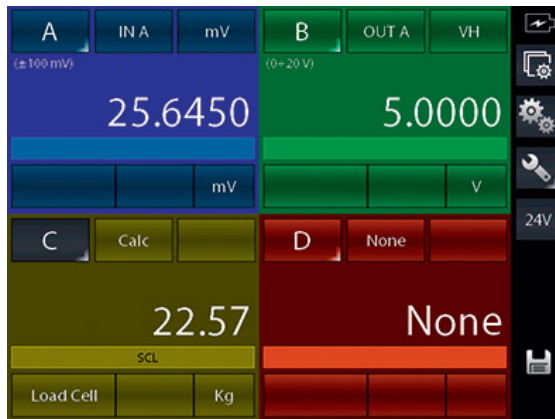 A IN A mV
(±100 mV)
25.6450
mV
B OUT A VH
(0÷20 V)
5.0000
V
C Calc
22.57
SCL
Load Cell Kg
D None
None
24V